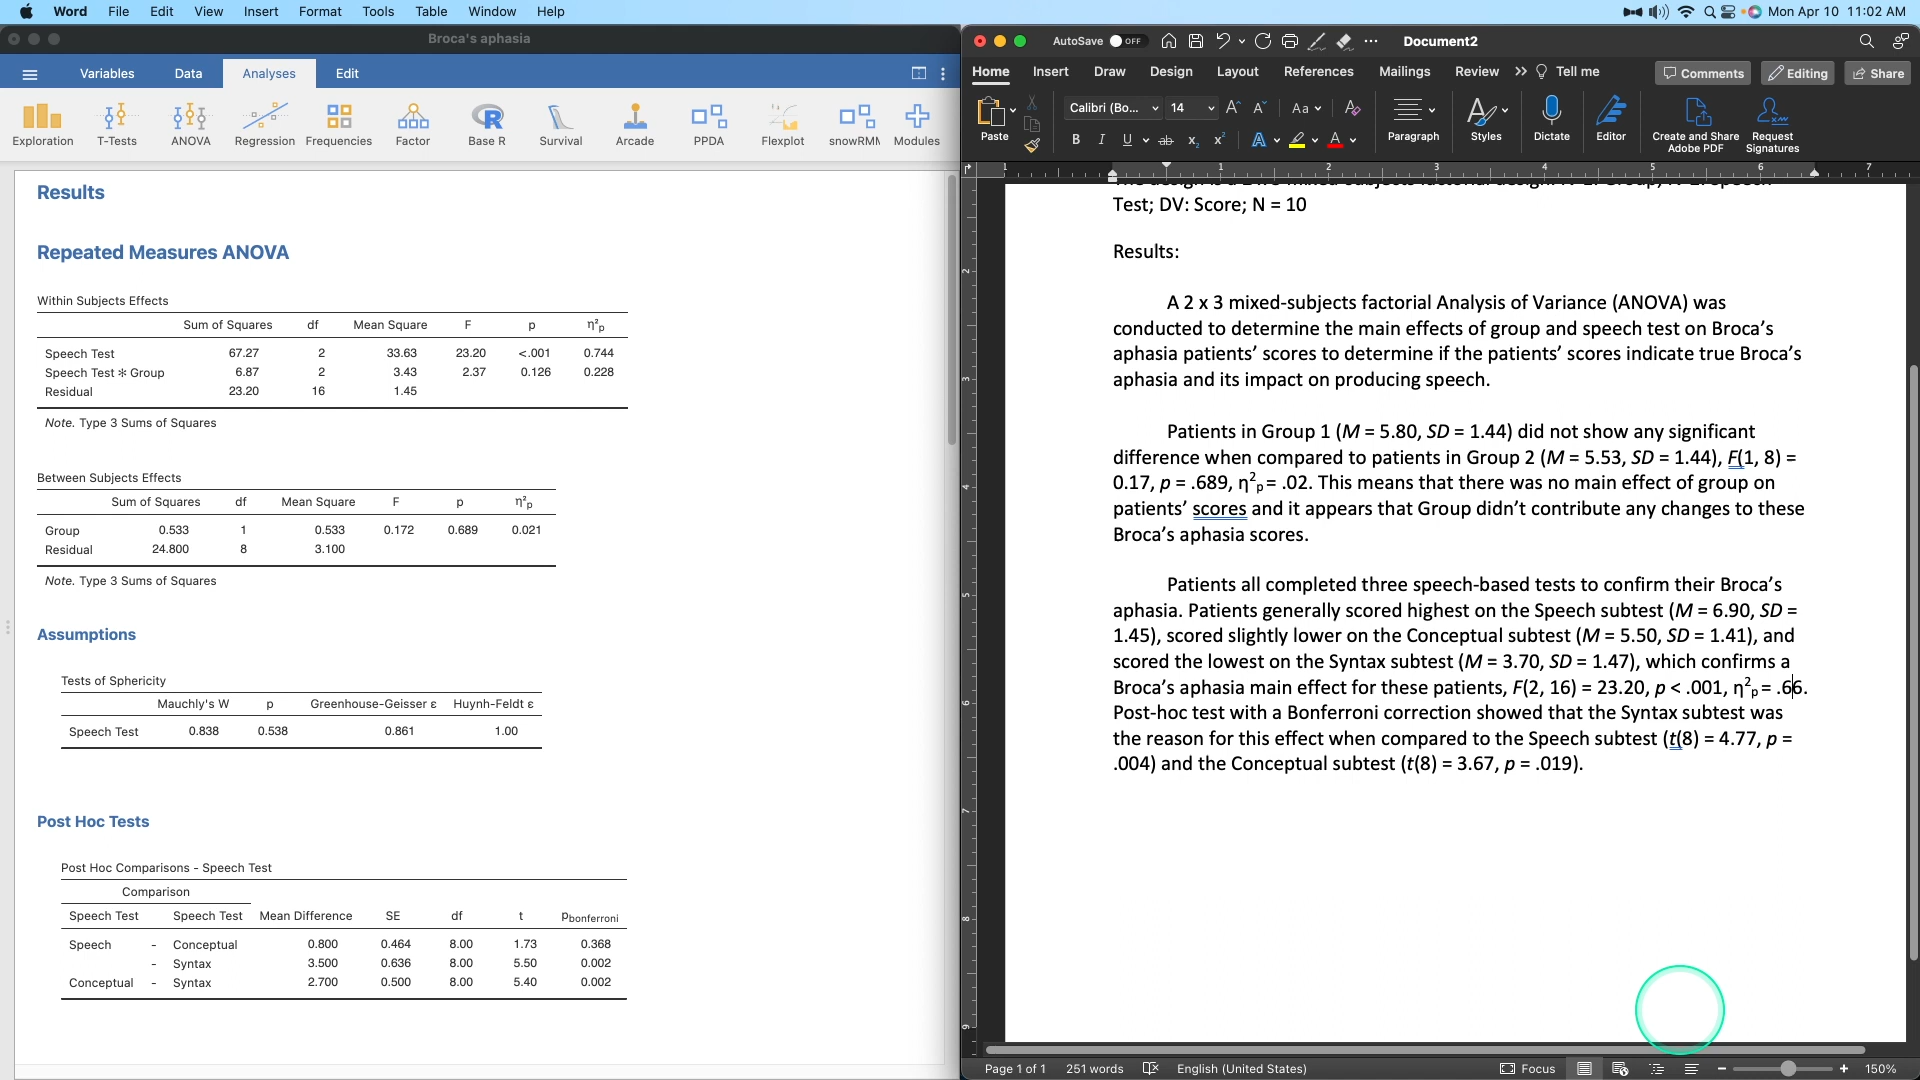 Word File Edit View Insert Format Tools Table Window Help Mon Apr 10 11:02 AM
Broca's aphasia
Variables Data Analyses Edit
Exploration T-Tests ANOVA Regression Frequencies Factor Base R Survival Arcade PPDA Flexplot snowRMM Modules
Results
Repeated Measures ANOVA
Within Subjects Effects
Sum of Squares df Mean Square F p η²p
Speech Test 67.27 2 33.63 23.20 <.001 0.744
Speech Test ✻ Group 6.87 2 3.43 2.37 0.126 0.228
Residual 23.20 16 1.45
Note. Type 3 Sums of Squares
Between Subjects Effects
Sum of Squares df Mean Square F p η²p
Group 0.533 1 0.533 0.172 0.689 0.021
Residual 24.800 8 3.100
Note. Type 3 Sums of Squares
Assumptions
Tests of Sphericity
Mauchly's W p Greenhouse-Geisser ε Huynh-Feldt ε
Speech Test 0.838 0.538 0.861 1.00
Post Hoc Tests
Post Hoc Comparisons - Speech Test
Comparison
Speech Test Speech Test Mean Difference SE df t pbonferroni
Speech - Conceptual 0.800 0.464 8.00 1.73 0.368
- Syntax 3.500 0.636 8.00 5.50 0.002
Conceptual - Syntax 2.700 0.500 8.00 5.40 0.002
AutoSave OFF Document2
Home Insert Draw Design Layout References Mailings Review Tell me Comments Editing Share
Calibri (Bo... 14
Paste Paragraph Styles Dictate Editor Create and Share Adobe PDF Request Signatures
Test; DV: Score; N = 10
Results:
A 2 x 3 mixed-subjects factorial Analysis of Variance (ANOVA) was
conducted to determine the main effects of group and speech test on Broca’s
aphasia patients’ scores to determine if the patients’ scores indicate true Broca’s
aphasia and its impact on producing speech.
Patients in Group 1 (M = 5.80, SD = 1.44) did not show any significant
difference when compared to patients in Group 2 (M = 5.53, SD = 1.44), F(1, 8) =
0.17, p = .689, η²p= .02. This means that there was no main effect of group on
patients’ scores and it appears that Group didn’t contribute any changes to these
Broca’s aphasia scores.
Patients all completed three speech-based tests to confirm their Broca’s
aphasia. Patients generally scored highest on the Speech subtest (M = 6.90, SD =
1.45), scored slightly lower on the Conceptual subtest (M = 5.50, SD = 1.41), and
scored the lowest on the Syntax subtest (M = 3.70, SD = 1.47), which confirms a
Broca’s aphasia main effect for these patients, F(2, 16) = 23.20, p < .001, η²p= .66.
Post-hoc test with a Bonferroni correction showed that the Syntax subtest was
the reason for this effect when compared to the Speech subtest (t(8) = 4.77, p =
.004) and the Conceptual subtest (t(8) = 3.67, p = .019).
Page 1 of 1 251 words English (United States) Focus 150%